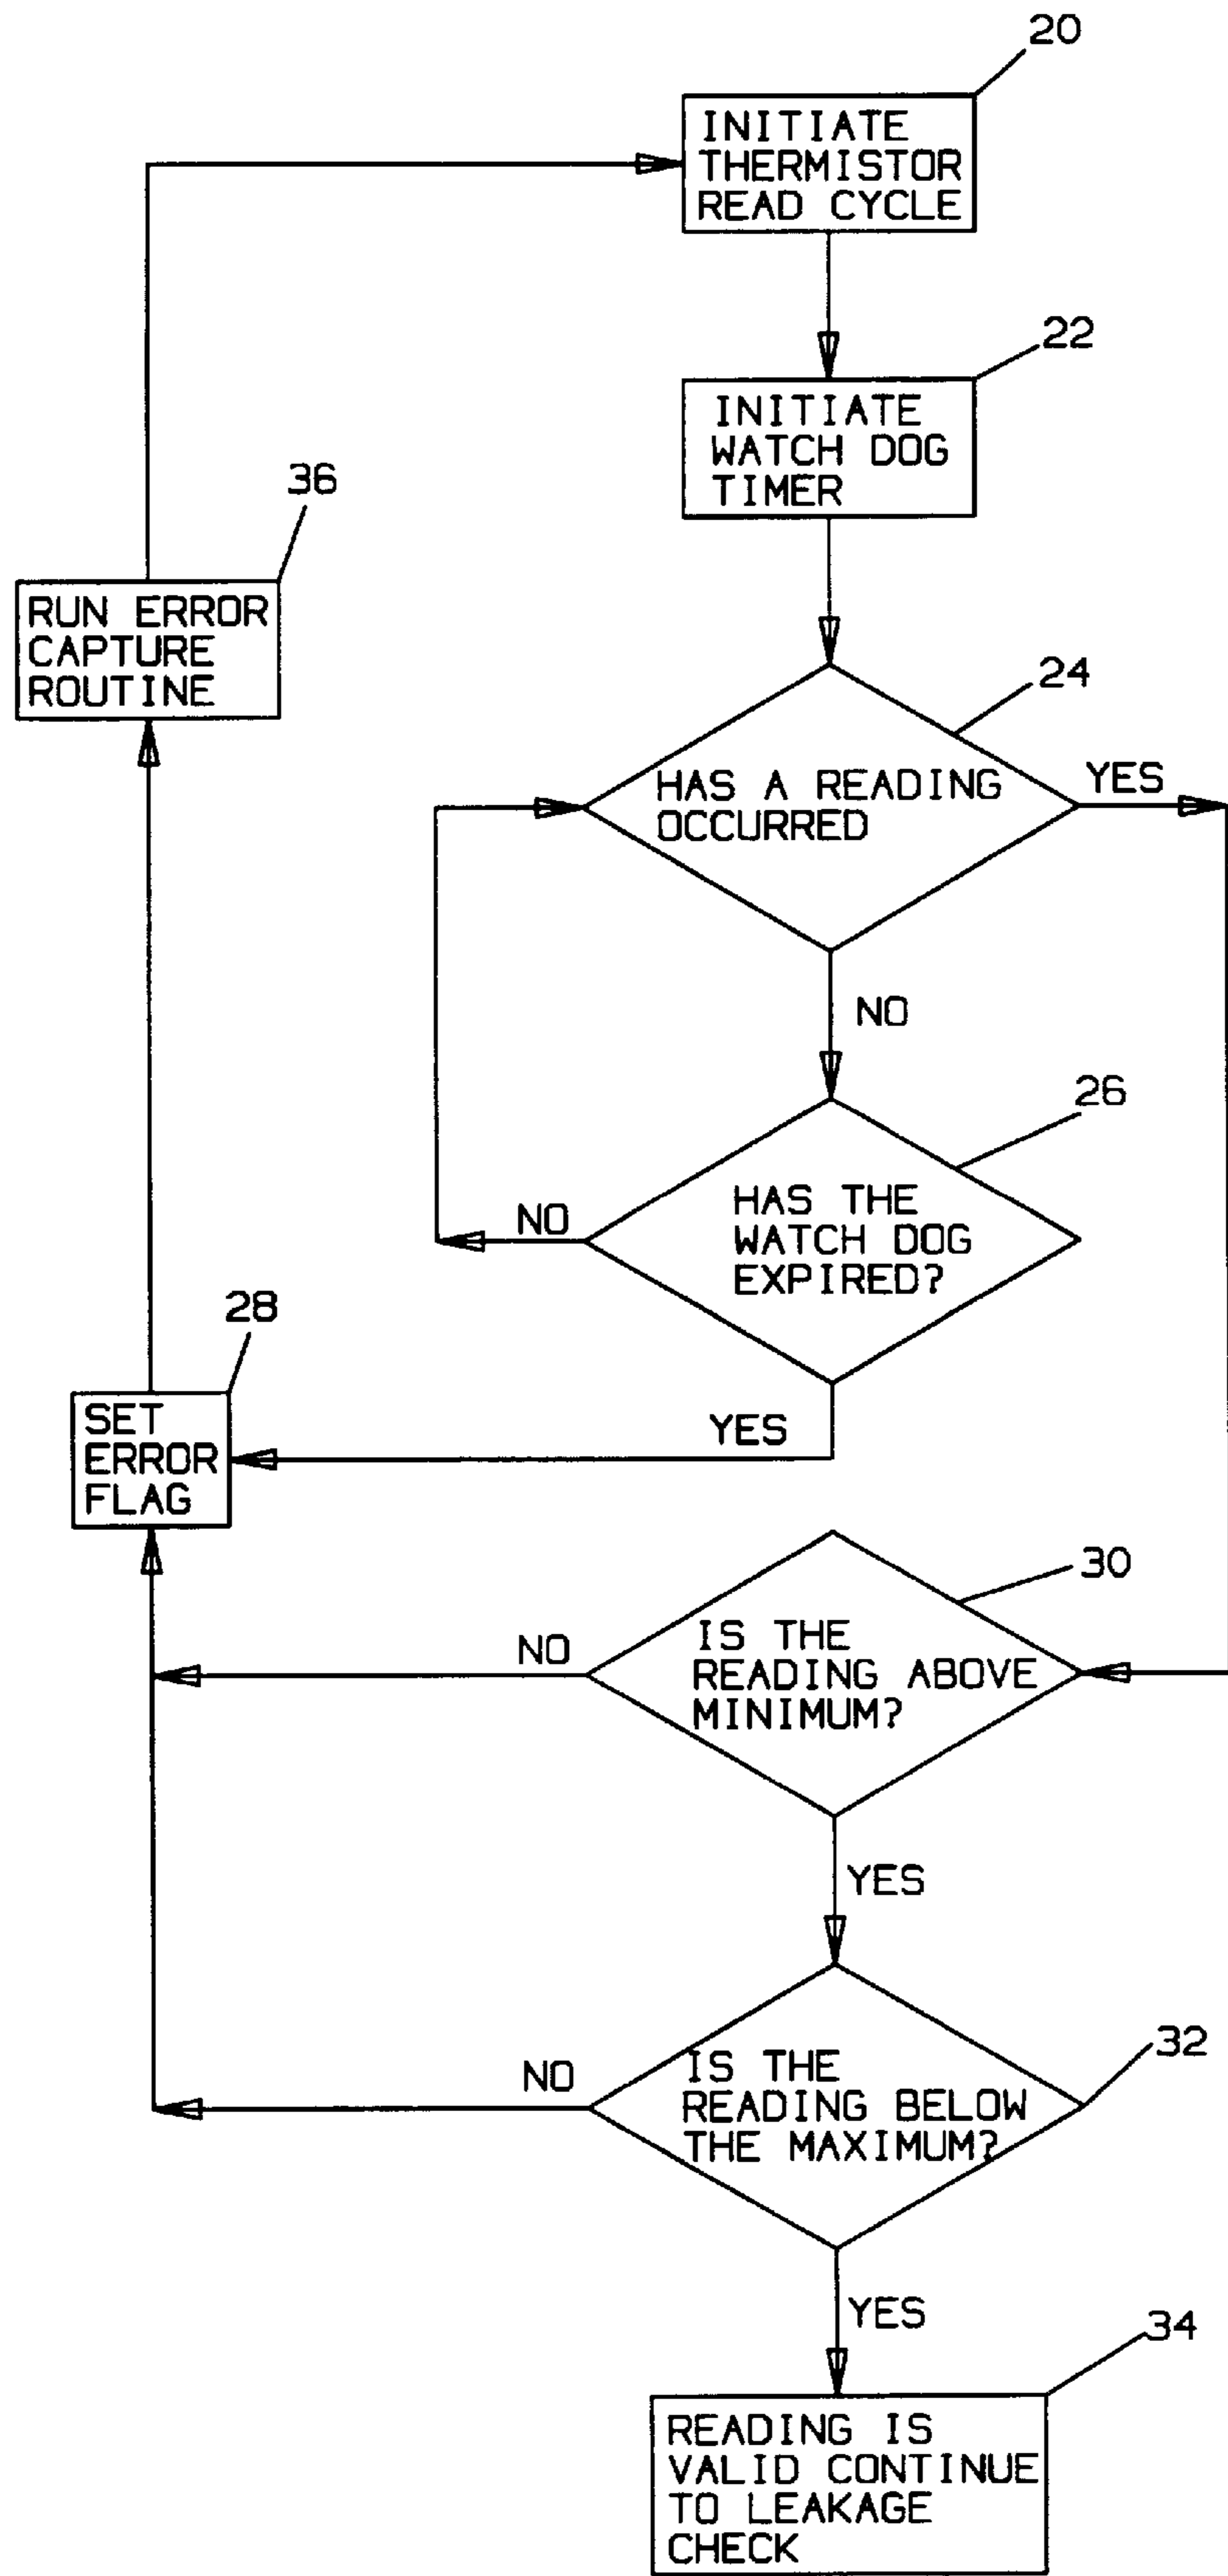 20
INITIATE
THERMISTOR
READ CYCLE
22
INITIATE
WATCH DOG
TIMER
36
RUN ERROR
CAPTURE
ROUTINE
24
HAS A READING
OCCURRED
YES
NO
26
HAS THE
WATCH DOG
EXPIRED?
NO
28
SET
ERROR
FLAG
YES
30
IS THE
READING ABOVE
MINIMUM?
NO
YES
32
IS THE
READING BELOW
THE MAXIMUM?
NO
YES
34
READING IS
VALID CONTINUE
TO LEAKAGE
CHECK